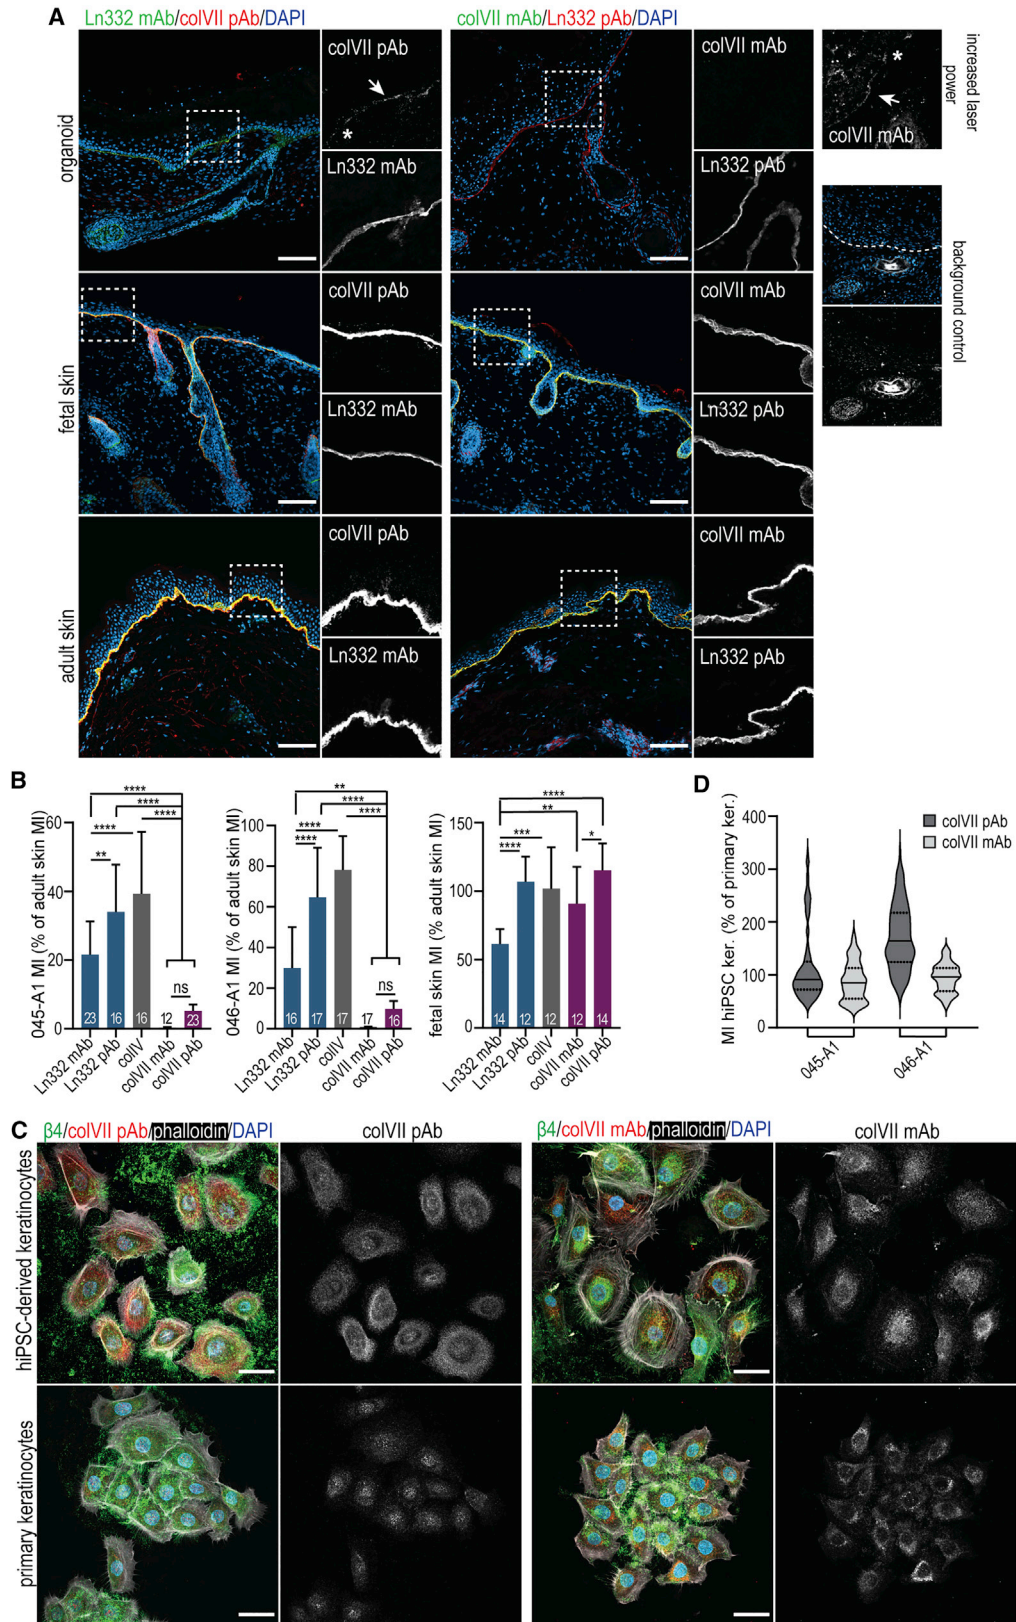 A
Ln332 mAb/colVII pAb/DAPI
colVII mAb/Ln332 pAb/DAPI
organoid
colVII pAb
*
Ln332 mAb
colVII mAb
Ln332 pAb
*
colVII mAb
increased laser
power
background control
fetal skin
colVII pAb
Ln332 mAb
colVII mAb
Ln332 pAb
adult skin
colVII pAb
Ln332 mAb
colVII mAb
Ln332 pAb
B
045-A1 MI (% of adult skin MI)
60
40
20
0
****
****
****
****
**
ns
23
16
16
12
23
Ln332 mAb
Ln332 pAb
colIV
colVII mAb
colVII pAb
046-A1 MI (% of adult skin MI)
100
80
60
40
20
0
**
****
****
****
****
ns
16
17
17
17
16
Ln332 mAb
Ln332 pAb
colIV
colVII mAb
colVII pAb
fetal skin MI (% of adult skin MI)
150
100
50
0
****
**
***
****
*
14
12
12
12
14
Ln332 mAb
Ln332 pAb
colIV
colVII mAb
colVII pAb
D
MI hiPSC ker. (% of primary ker.)
400
300
200
100
0
colVII pAb
colVII mAb
045-A1
046-A1
C
β4/colVII pAb/phalloidin/DAPI
colVII pAb
β4/colVII mAb/phalloidin/DAPI
colVII mAb
hiPSC-derived keratinocytes
primary keratinocytes